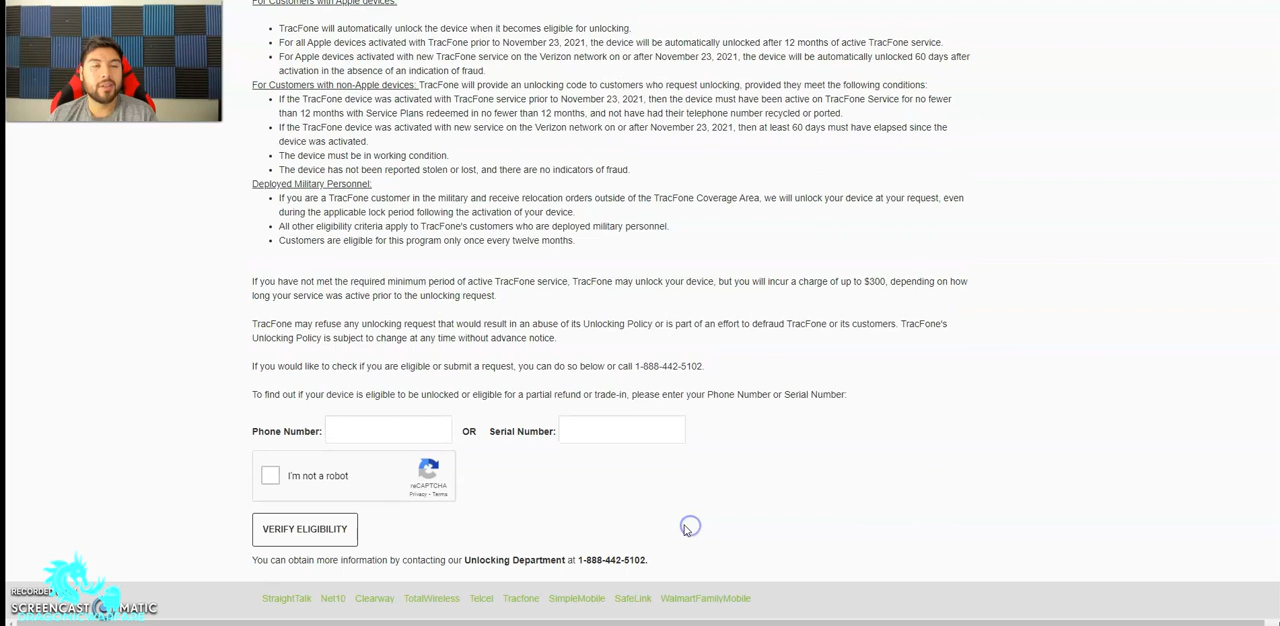 For Customers with Apple devices:
TracFone will automatically unlock the device when it becomes eligible for unlocking.
For all Apple devices activated with TracFone prior to November 23, 2021, the device will be automatically unlocked after 12 months of active TracFone service.
For Apple devices activated with new TracFone service on the Verizon network on or after November 23, 2021, the device will be automatically unlocked 60 days after
activation in the absence of an indication of fraud.
For Customers with non-Apple devices: TracFone will provide an unlocking code to customers who request unlocking, provided they meet the following conditions:
If the TracFone device was activated with TracFone service prior to November 23, 2021, then the device must have been active on TracFone Service for no fewer
than 12 months with Service Plans redeemed in no fewer than 12 months, and not have had their telephone number recycled or ported.
If the TracFone device was activated with new service on the Verizon network on or after November 23, 2021, then at least 60 days must have elapsed since the
device was activated.
The device must be in working condition.
The device has not been reported stolen or lost, and there are no indicators of fraud.
Deployed Military Personnel:
If you are a TracFone customer in the military and receive relocation orders outside of the TracFone Coverage Area, we will unlock your device at your request, even
during the applicable lock period following the activation of your device.
All other eligibility criteria apply to TracFone's customers who are deployed military personnel.
Customers are eligible for this program only once every twelve months.
If you have not met the required minimum period of active TracFone service, TracFone may unlock your device, but you will incur a charge of up to $300, depending on how
long your service was active prior to the unlocking request.
TracFone may refuse any unlocking request that would result in an abuse of its Unlocking Policy or is part of an effort to defraud TracFone or its customers. TracFone's
Unlocking Policy is subject to change at any time without advance notice.
If you would like to check if you are eligible or submit a request, you can do so below or call 1-888-442-5102.
To find out if your device is eligible to be unlocked or eligible for a partial refund or trade-in, please enter your Phone Number or Serial Number:
Phone Number: OR Serial Number:
I'm not a robot
reCAPTCHA
Privacy - Terms
VERIFY ELIGIBILITY
You can obtain more information by contacting our Unlocking Department at 1-888-442-5102.
StraightTalk Net10 Clearway TotalWireless Telcel Tracfone SimpleMobile SafeLink WalmartFamilyMobile
RECORDED
SCREENCAST MATIC